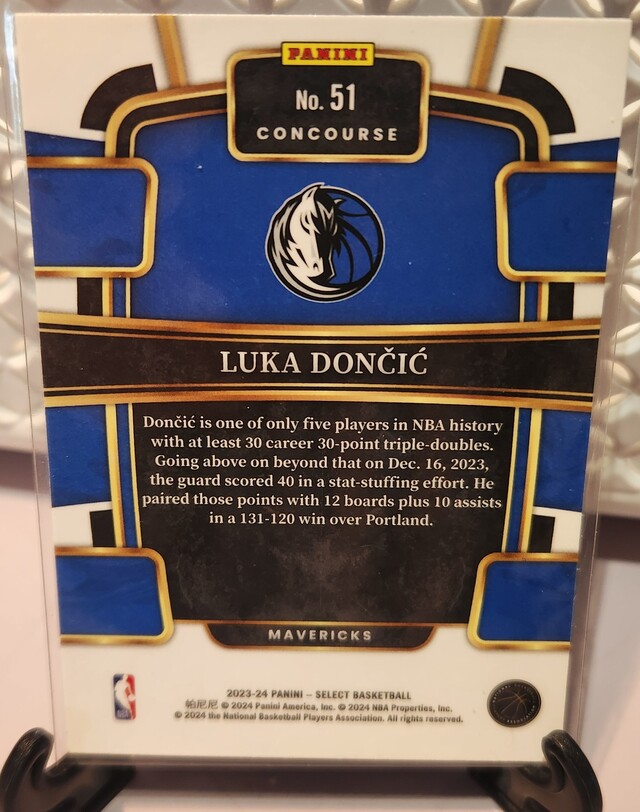 PANINI
No. 51
CONCOURSE
LUKA DONČIĆ
Dončić is one of only five players in NBA history
with at least 30 career 30-point triple-doubles.
Going above on beyond that on Dec. 16, 2023,
the guard scored 40 in a stat-stuffing effort. He
paired those points with 12 boards plus 10 assists
in a 131-120 win over Portland.
MAVERICKS
2023-24 PANINI – SELECT BASKETBALL
帕尼尼 © 2024 Panini America, Inc. © 2024 NBA Properties, Inc.
© 2024 the National Basketball Players Association. All rights reserved.